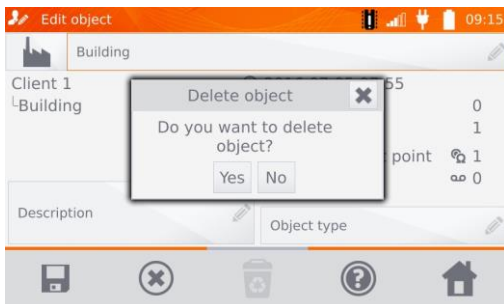 Edit object
09:15
Building
Client 1
└Building
55
0
1
point 1
0
Delete object
Do you want to delete
object?
Yes No
Description
Object type